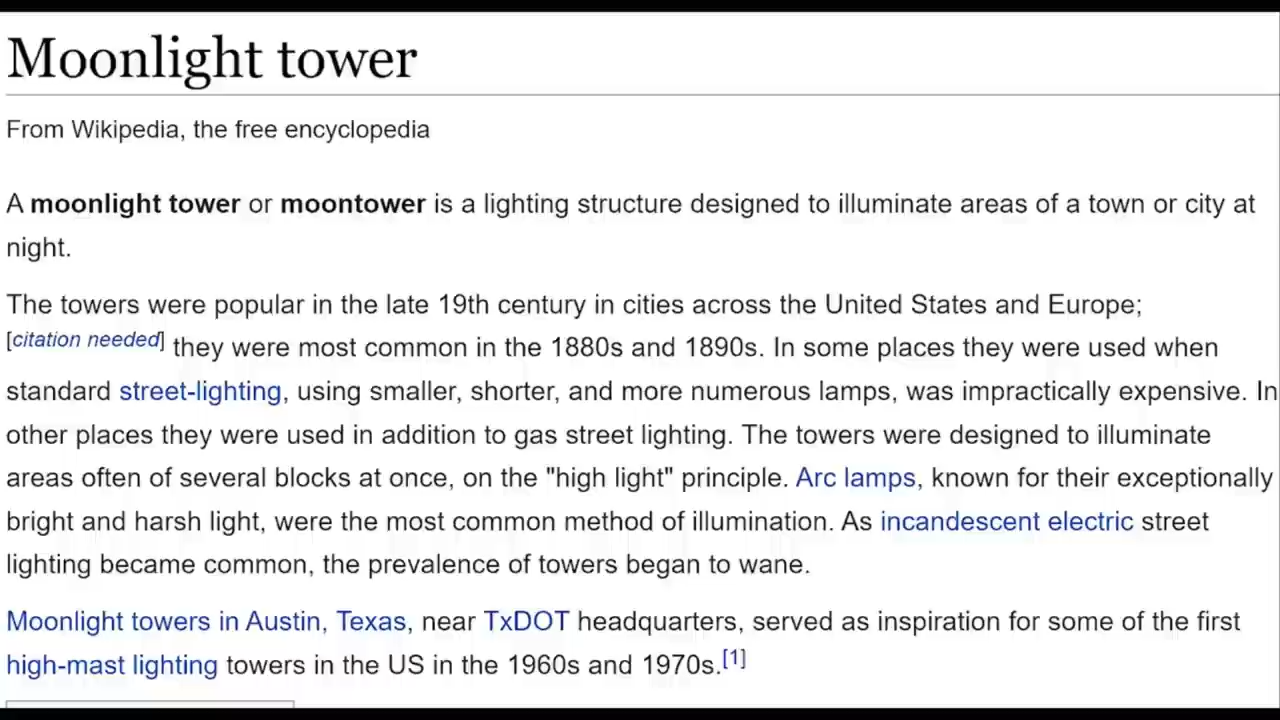 Moonlight tower
From Wikipedia, the free encyclopedia
A moonlight tower or moontower is a lighting structure designed to illuminate areas of a town or city at
night.
The towers were popular in the late 19th century in cities across the United States and Europe;
[citation needed] they were most common in the 1880s and 1890s. In some places they were used when
standard street-lighting, using smaller, shorter, and more numerous lamps, was impractically expensive. In
other places they were used in addition to gas street lighting. The towers were designed to illuminate
areas often of several blocks at once, on the "high light" principle. Arc lamps, known for their exceptionally
bright and harsh light, were the most common method of illumination. As incandescent electric street
lighting became common, the prevalence of towers began to wane.
Moonlight towers in Austin, Texas, near TxDOT headquarters, served as inspiration for some of the first
high-mast lighting towers in the US in the 1960s and 1970s.[1]